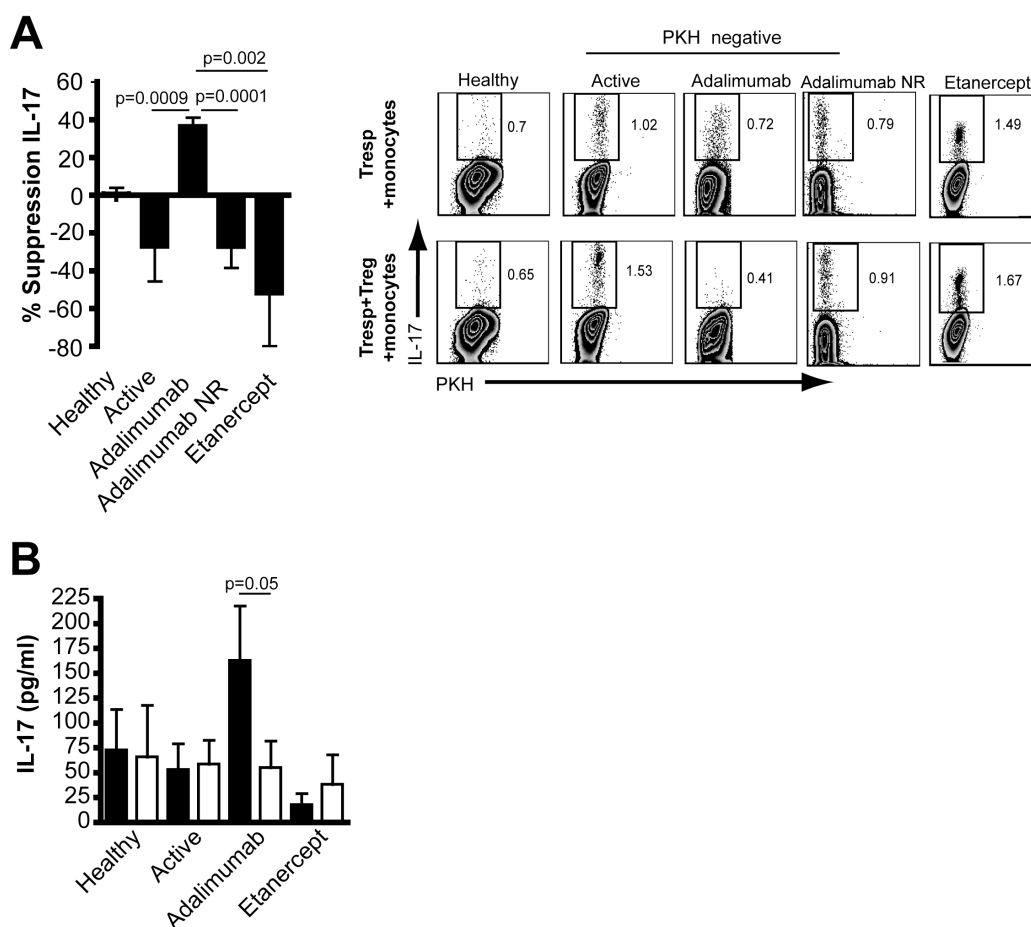 A
% Suppression IL-17
60
40
20
0
-20
-40
-60
-80
p=0.002
p=0.0009
p=0.0001
Healthy
Active
Adalimumab
Adalimumab NR
Etanercept
PKH negative
Healthy
Active
Adalimumab
Adalimumab NR
Etanercept
Tresp
+monocytes
0.7
1.02
0.72
0.79
1.49
Tresp+Treg
+monocytes
0.65
1.53
0.41
0.91
1.67
IL-17
PKH
B
IL-17 (pg/ml)
225
200
175
150
125
100
75
50
25
0
p=0.05
Healthy
Active
Adalimumab
Etanercept